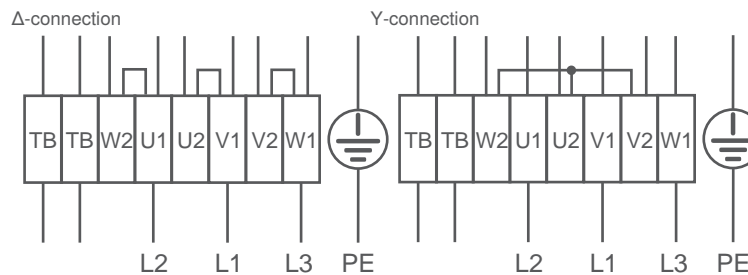 Δ-connection Y-connection
TB TB W2 U1 U2 V1 V2 W1 TB TB W2 U1 U2 V1 V2 W1
L2 L1 L3 PE L2 L1 L3 PE